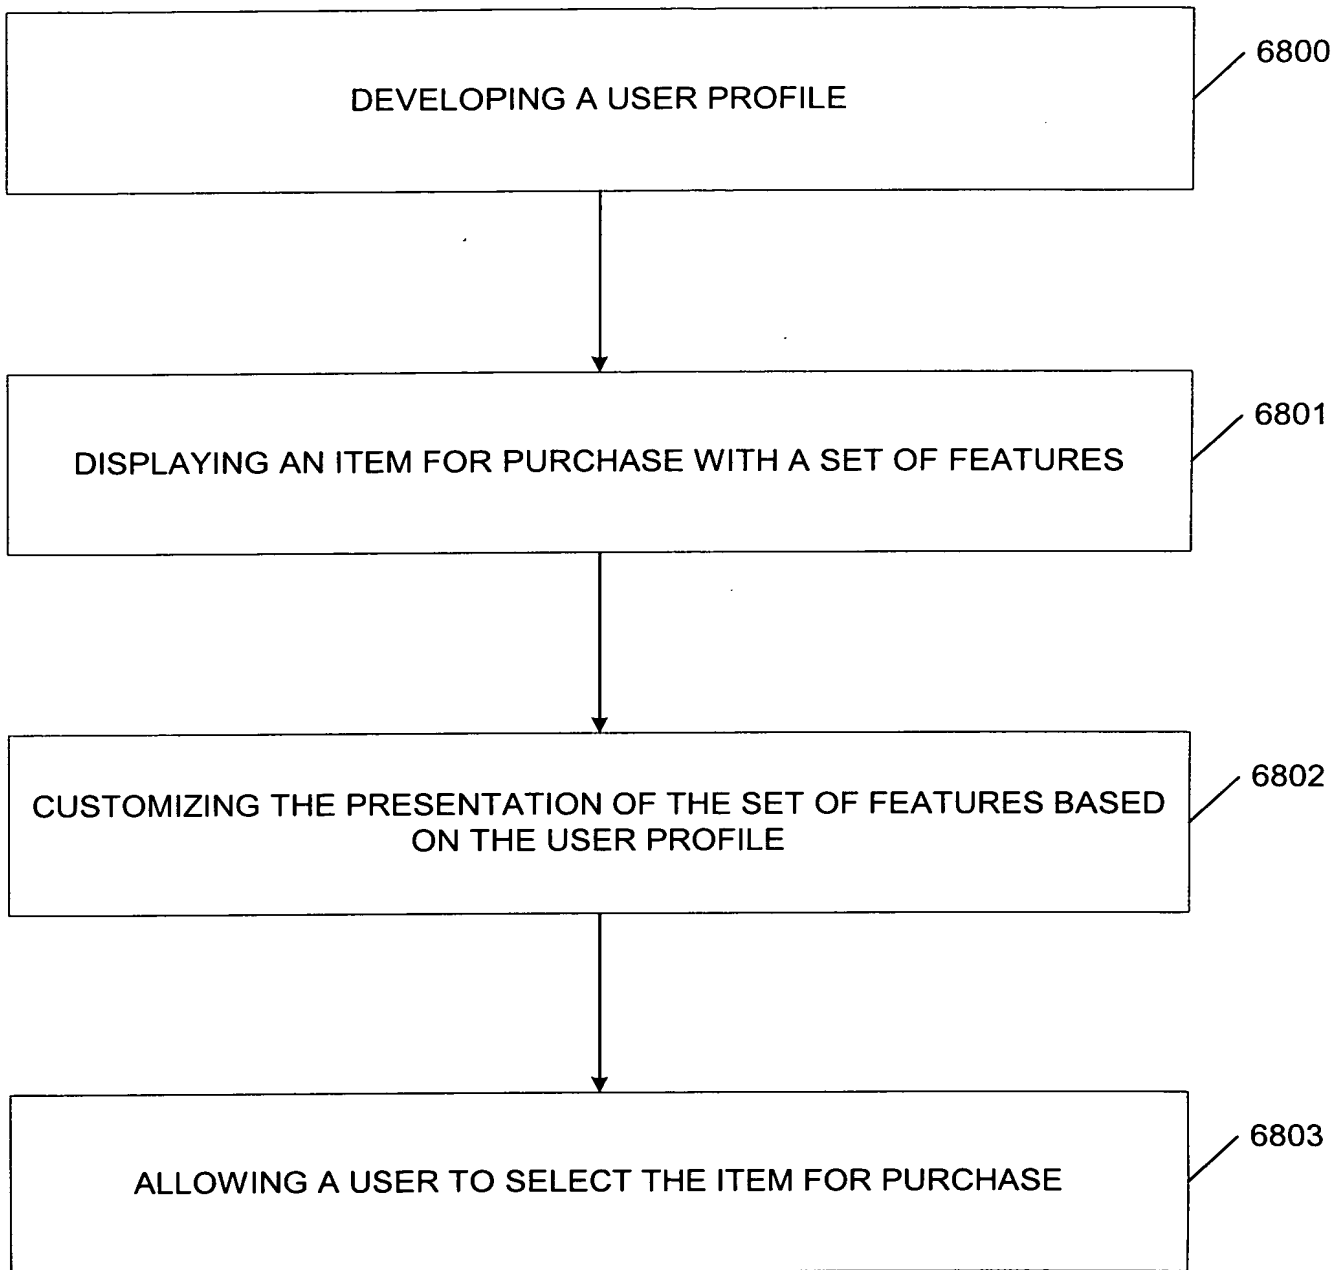 DEVELOPING A USER PROFILE
6800
DISPLAYING AN ITEM FOR PURCHASE WITH A SET OF FEATURES
6801
CUSTOMIZING THE PRESENTATION OF THE SET OF FEATURES BASED
ON THE USER PROFILE
6802
ALLOWING A USER TO SELECT THE ITEM FOR PURCHASE
6803